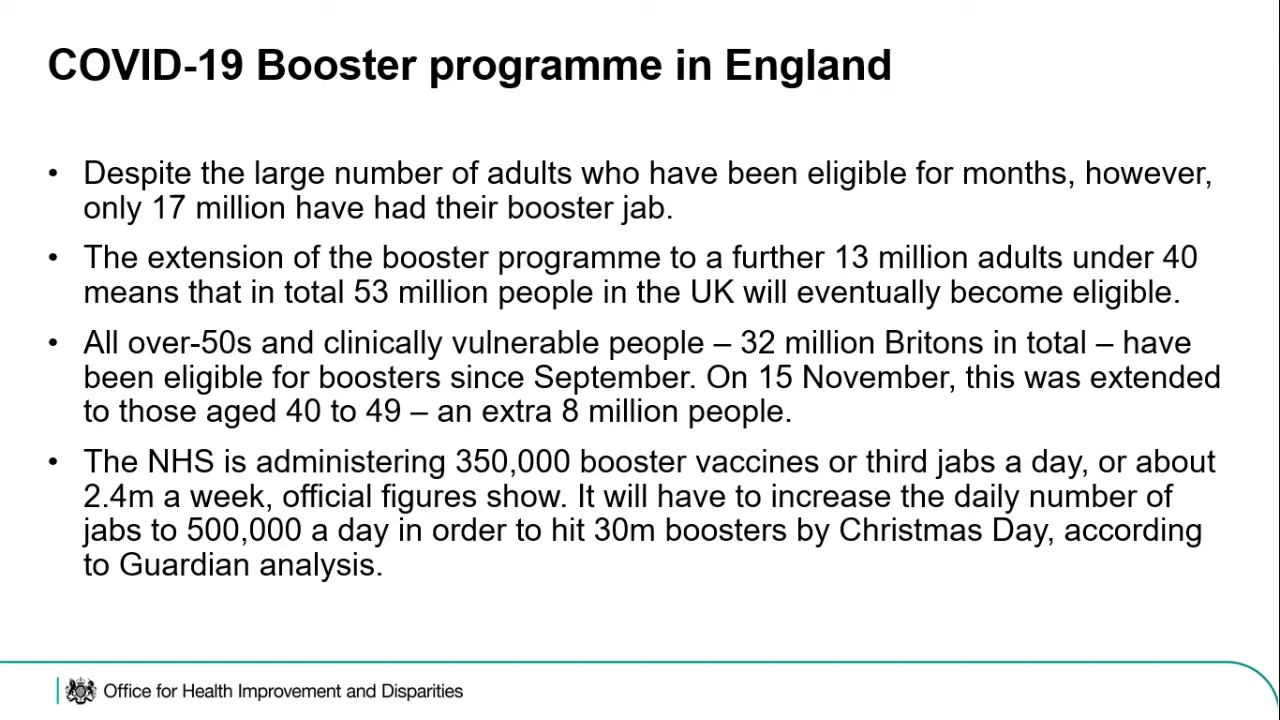 COVID-19 Booster programme in England
• Despite the large number of adults who have been eligible for months, however,
only 17 million have had their booster jab.
• The extension of the booster programme to a further 13 million adults under 40
means that in total 53 million people in the UK will eventually become eligible.
• All over-50s and clinically vulnerable people – 32 million Britons in total – have
been eligible for boosters since September. On 15 November, this was extended
to those aged 40 to 49 – an extra 8 million people.
• The NHS is administering 350,000 booster vaccines or third jabs a day, or about
2.4m a week, official figures show. It will have to increase the daily number of
jabs to 500,000 a day in order to hit 30m boosters by Christmas Day, according
to Guardian analysis.
Office for Health Improvement and Disparities